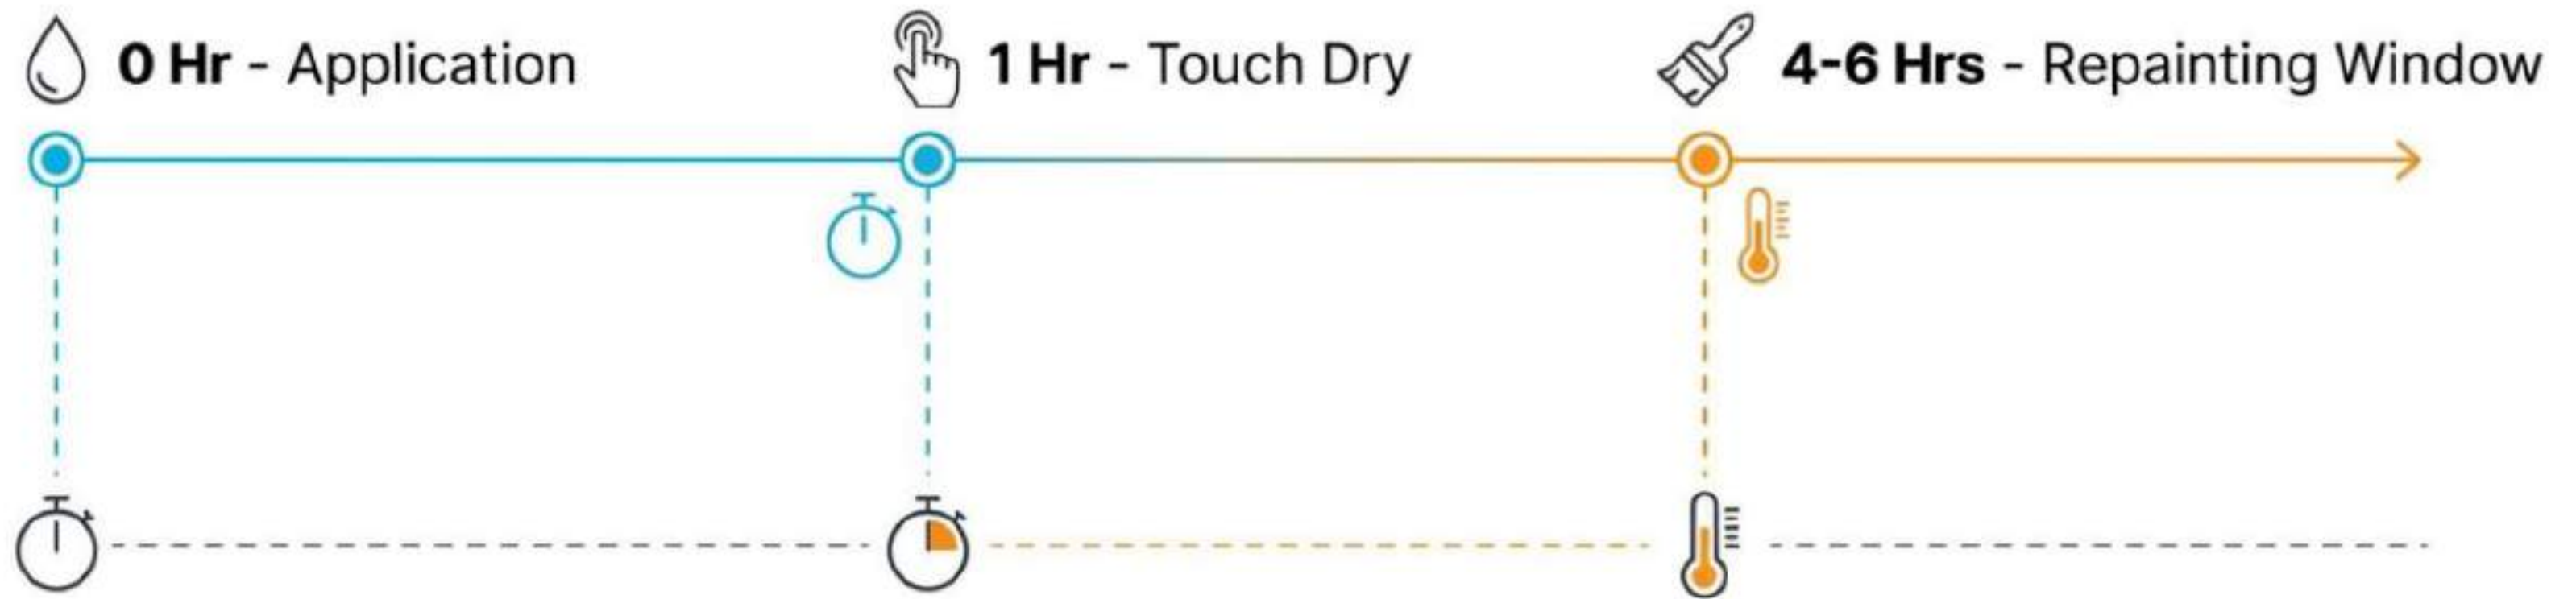 0 Hr - Application
1 Hr - Touch Dry
4-6 Hrs - Repainting Window